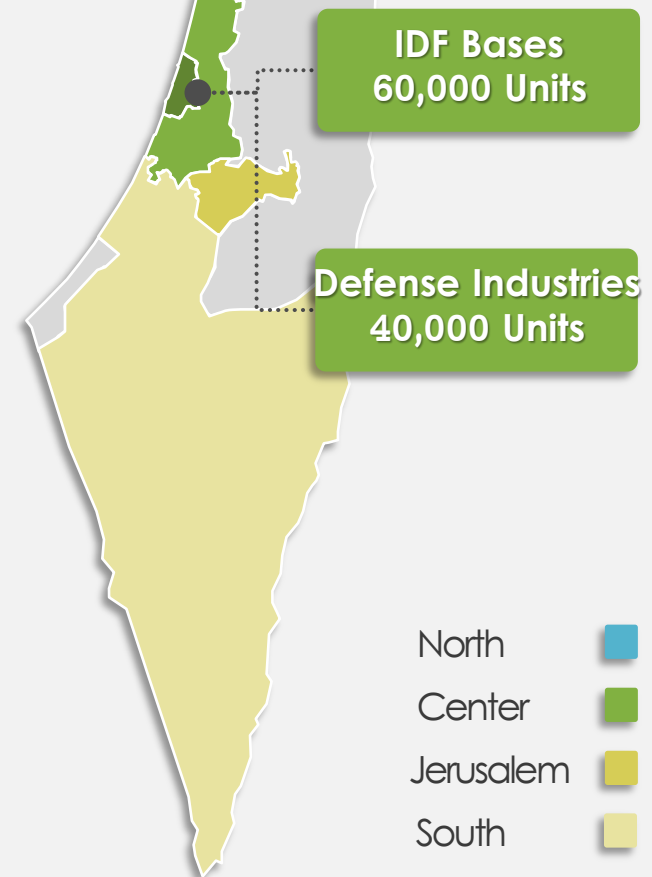 IDF Bases
60,000 Units
Defense Industries
40,000 Units
North
Center
Jerusalem
South